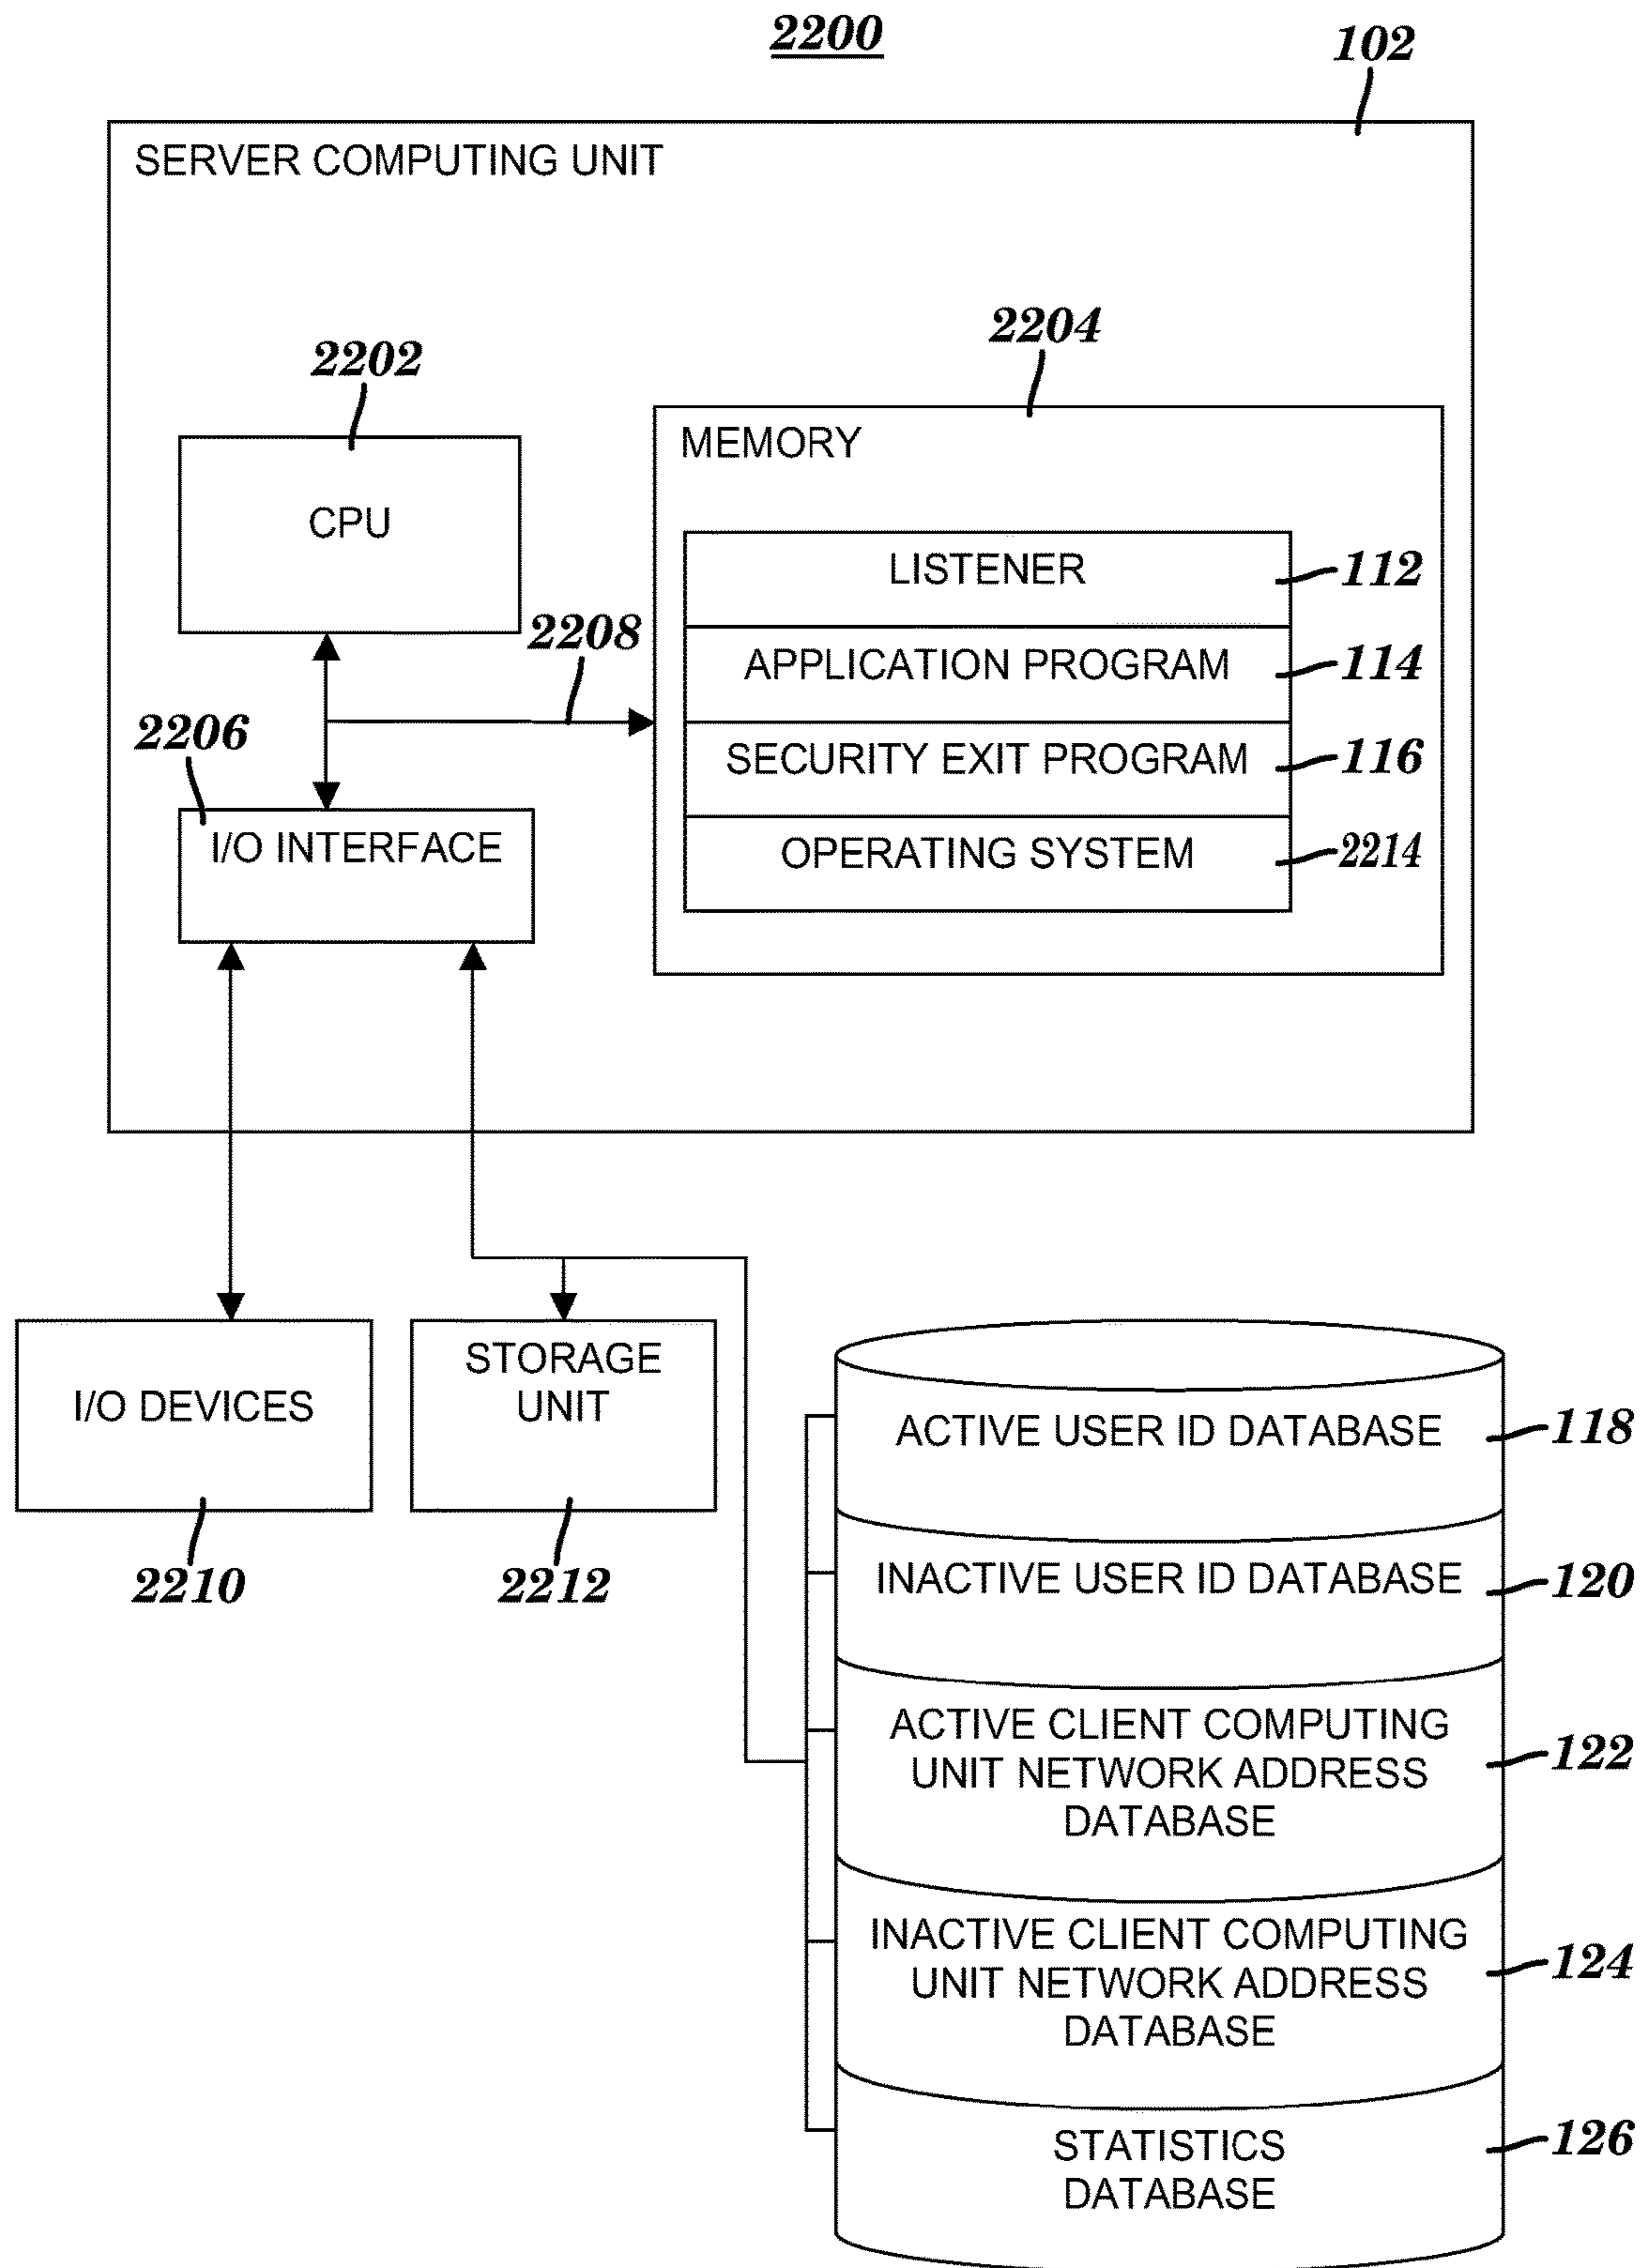 2200
102
SERVER COMPUTING UNIT
2204
2202
MEMORY
CPU
LISTENER
112
2208
APPLICATION PROGRAM
114
2206
SECURITY EXIT PROGRAM
116
I/O INTERFACE
OPERATING SYSTEM
2214
I/O DEVICES
STORAGE
UNIT
2210
2212
ACTIVE USER ID DATABASE
118
INACTIVE USER ID DATABASE
120
ACTIVE CLIENT COMPUTING
UNIT NETWORK ADDRESS
DATABASE
122
INACTIVE CLIENT COMPUTING
UNIT NETWORK ADDRESS
DATABASE
124
STATISTICS
DATABASE
126